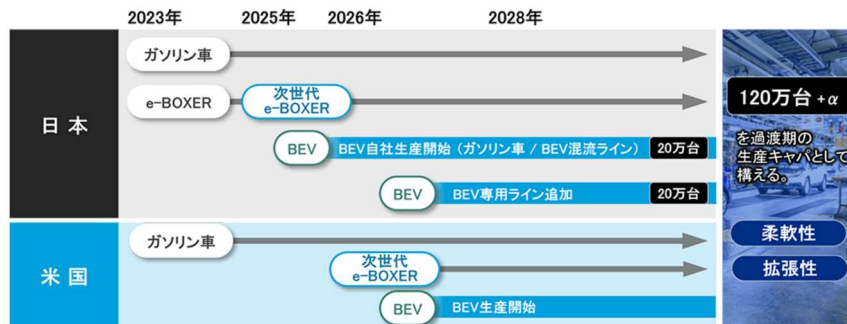 2023年 2025年 2026年 2028年
日本
ガソリン車
e-BOXER
次世代
e-BOXER
BEV BEV自社生産開始（ガソリン車 / BEV混流ライン） 20万台
BEV BEV専用ライン追加 20万台
米国
ガソリン車
次世代
e-BOXER
BEV BEV生産開始
120万台+α
を過渡期の
生産キャパとして
構える。
柔軟性
拡張性